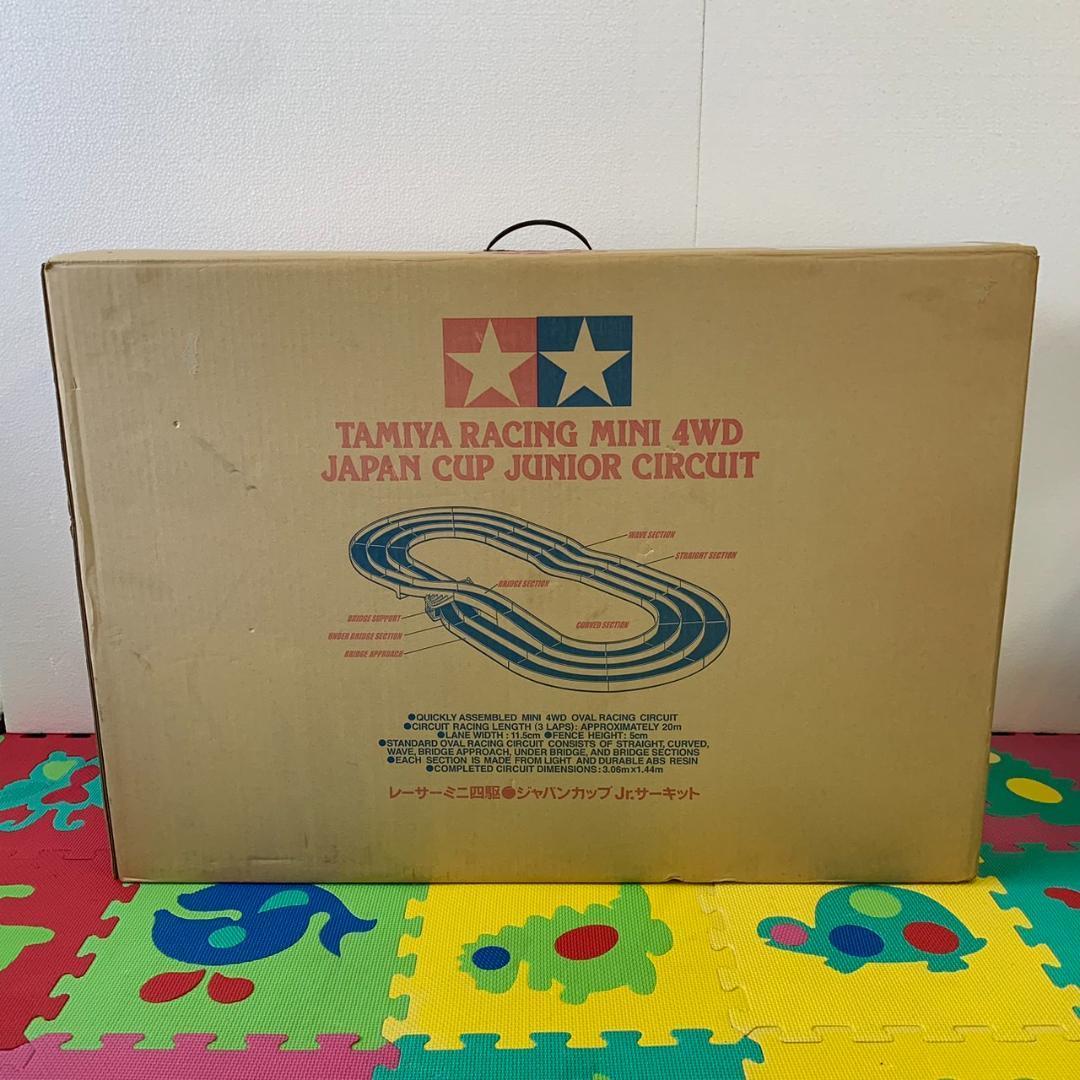 TAMIYA RACING MINI 4WD
JAPAN CUP JUNIOR CIRCUIT
WAVE SECTION
STRAIGHT SECTION
BRIDGE SECTION
BRIDGE SUPPORT
CURVED SECTION
UNDER BRIDGE SECTION
BRIDGE APPROACH
●QUICKLY ASSEMBLED MINI 4WD OVAL RACING CIRCUIT
●CIRCUIT RACING LENGTH (3 LAPS): APPROXIMATELY 20m
●LANE WIDTH : 11.5cm ●FENCE HEIGHT: 5cm
●STANDARD OVAL RACING CIRCUIT CONSISTS OF STRAIGHT, CURVED,
WAVE, BRIDGE APPROACH, UNDER BRIDGE, AND BRIDGE SECTIONS
●EACH SECTION IS MADE FROM LIGHT AND DURABLE ABS RESIN
●COMPLETED CIRCUIT DIMENSIONS: 3.06m×1.44m
レーサーミニ四駆●ジャパンカップ Jr.サーキット